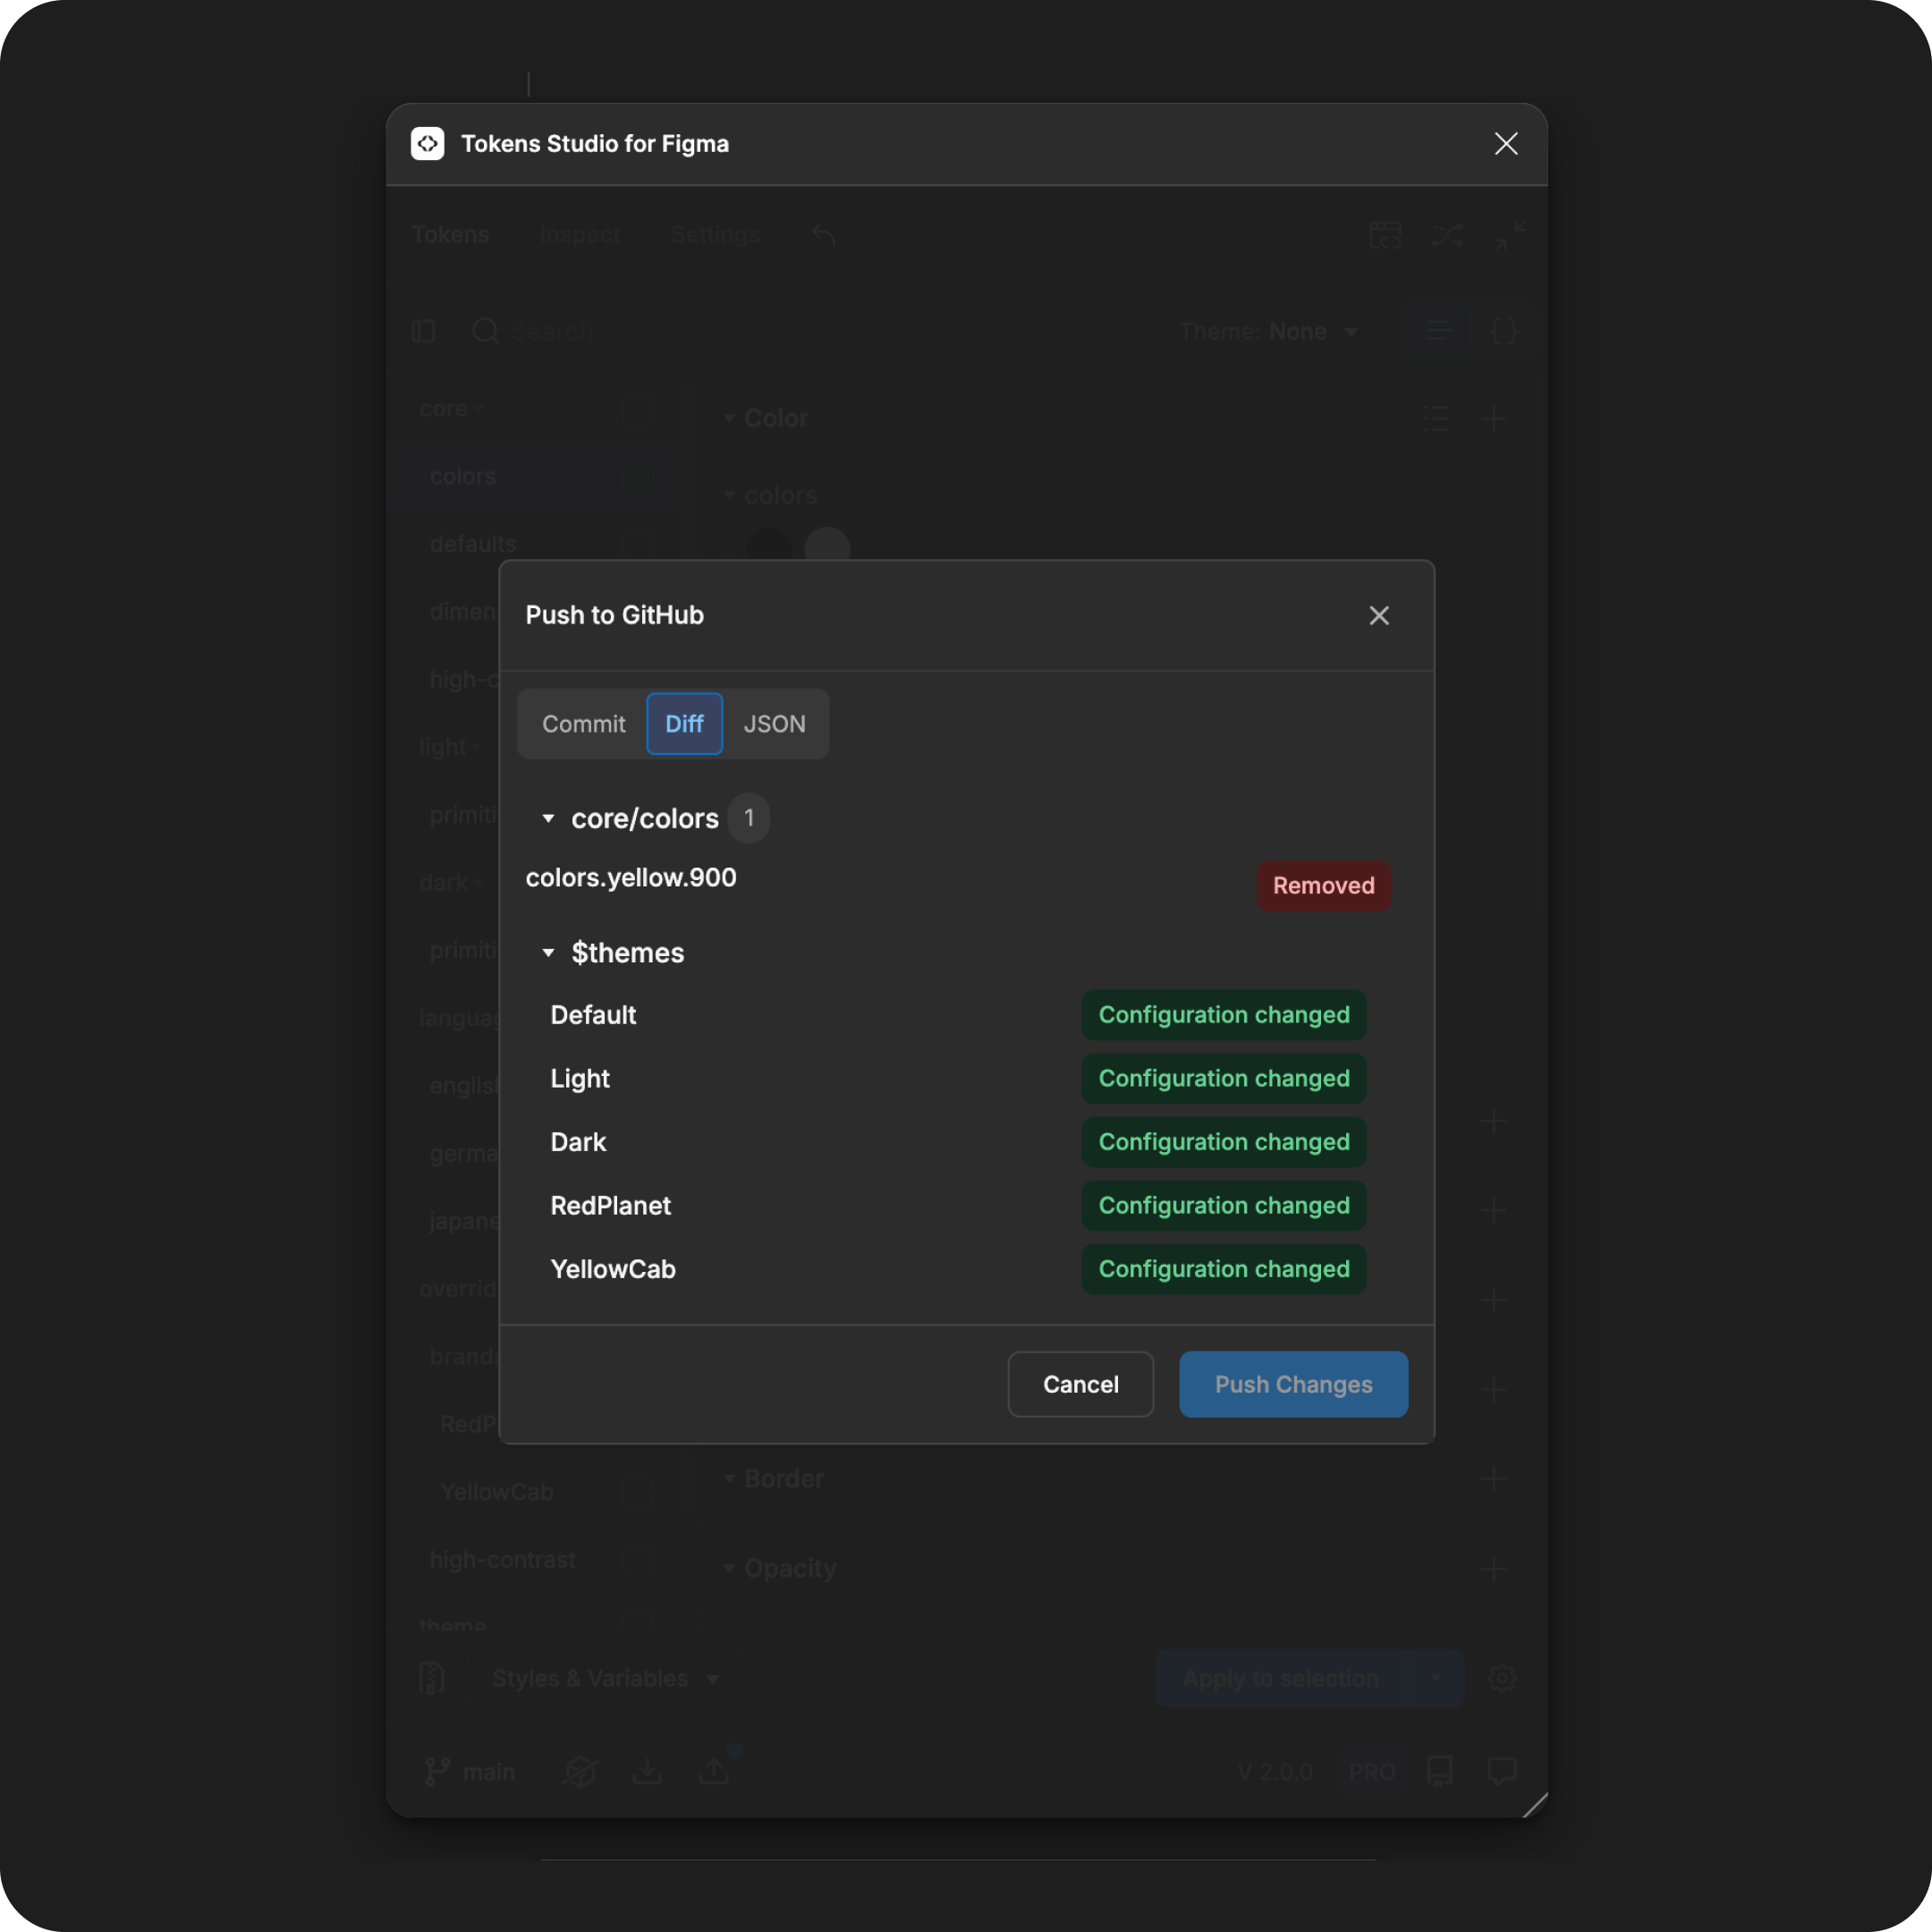 Tokens Studio for Figma
Tokens Inspect Settings
Search Theme: None
core
Color
colors
colors
defaults
dimen
Push to GitHub
high-c
Commit Diff JSON
light
primiti
core/colors 1
dark
colors.yellow.900 Removed
primiti
$themes
languag
Default Configuration changed
english
Light Configuration changed
germa
Dark Configuration changed
japane
RedPlanet Configuration changed
overrid
YellowCab Configuration changed
brands
Cancel Push Changes
RedP
Border
YellowCab
high-contrast
Opacity
theme
Styles & Variables Apply to selection
main V 2.0.0 PRO